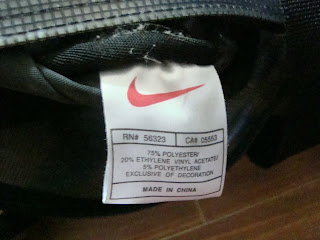 RN# 56323 CA# 05553
75% POLYESTER/
20% ETHYLENE VINYL ACETATE/
5% POLYETHYLENE
EXCLUSIVE OF DECORATION
MADE IN CHINA